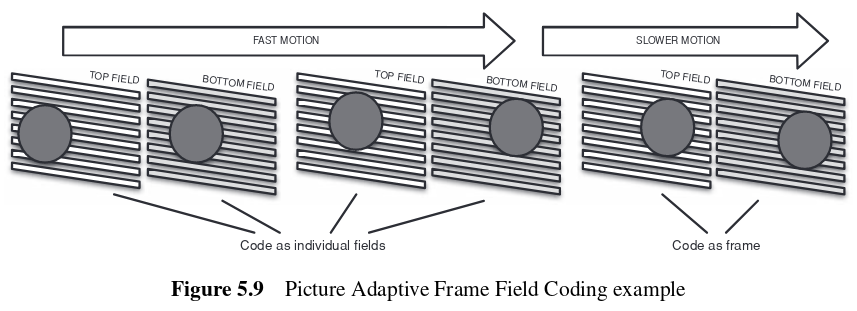 FAST MOTION
SLOWER MOTION
TOP FIELD
BOTTOM FIELD
TOP FIELD
BOTTOM FIELD
TOP FIELD
BOTTOM FIELD
Code as individual fields
Code as frame
Figure 5.9 Picture Adaptive Frame Field Coding example